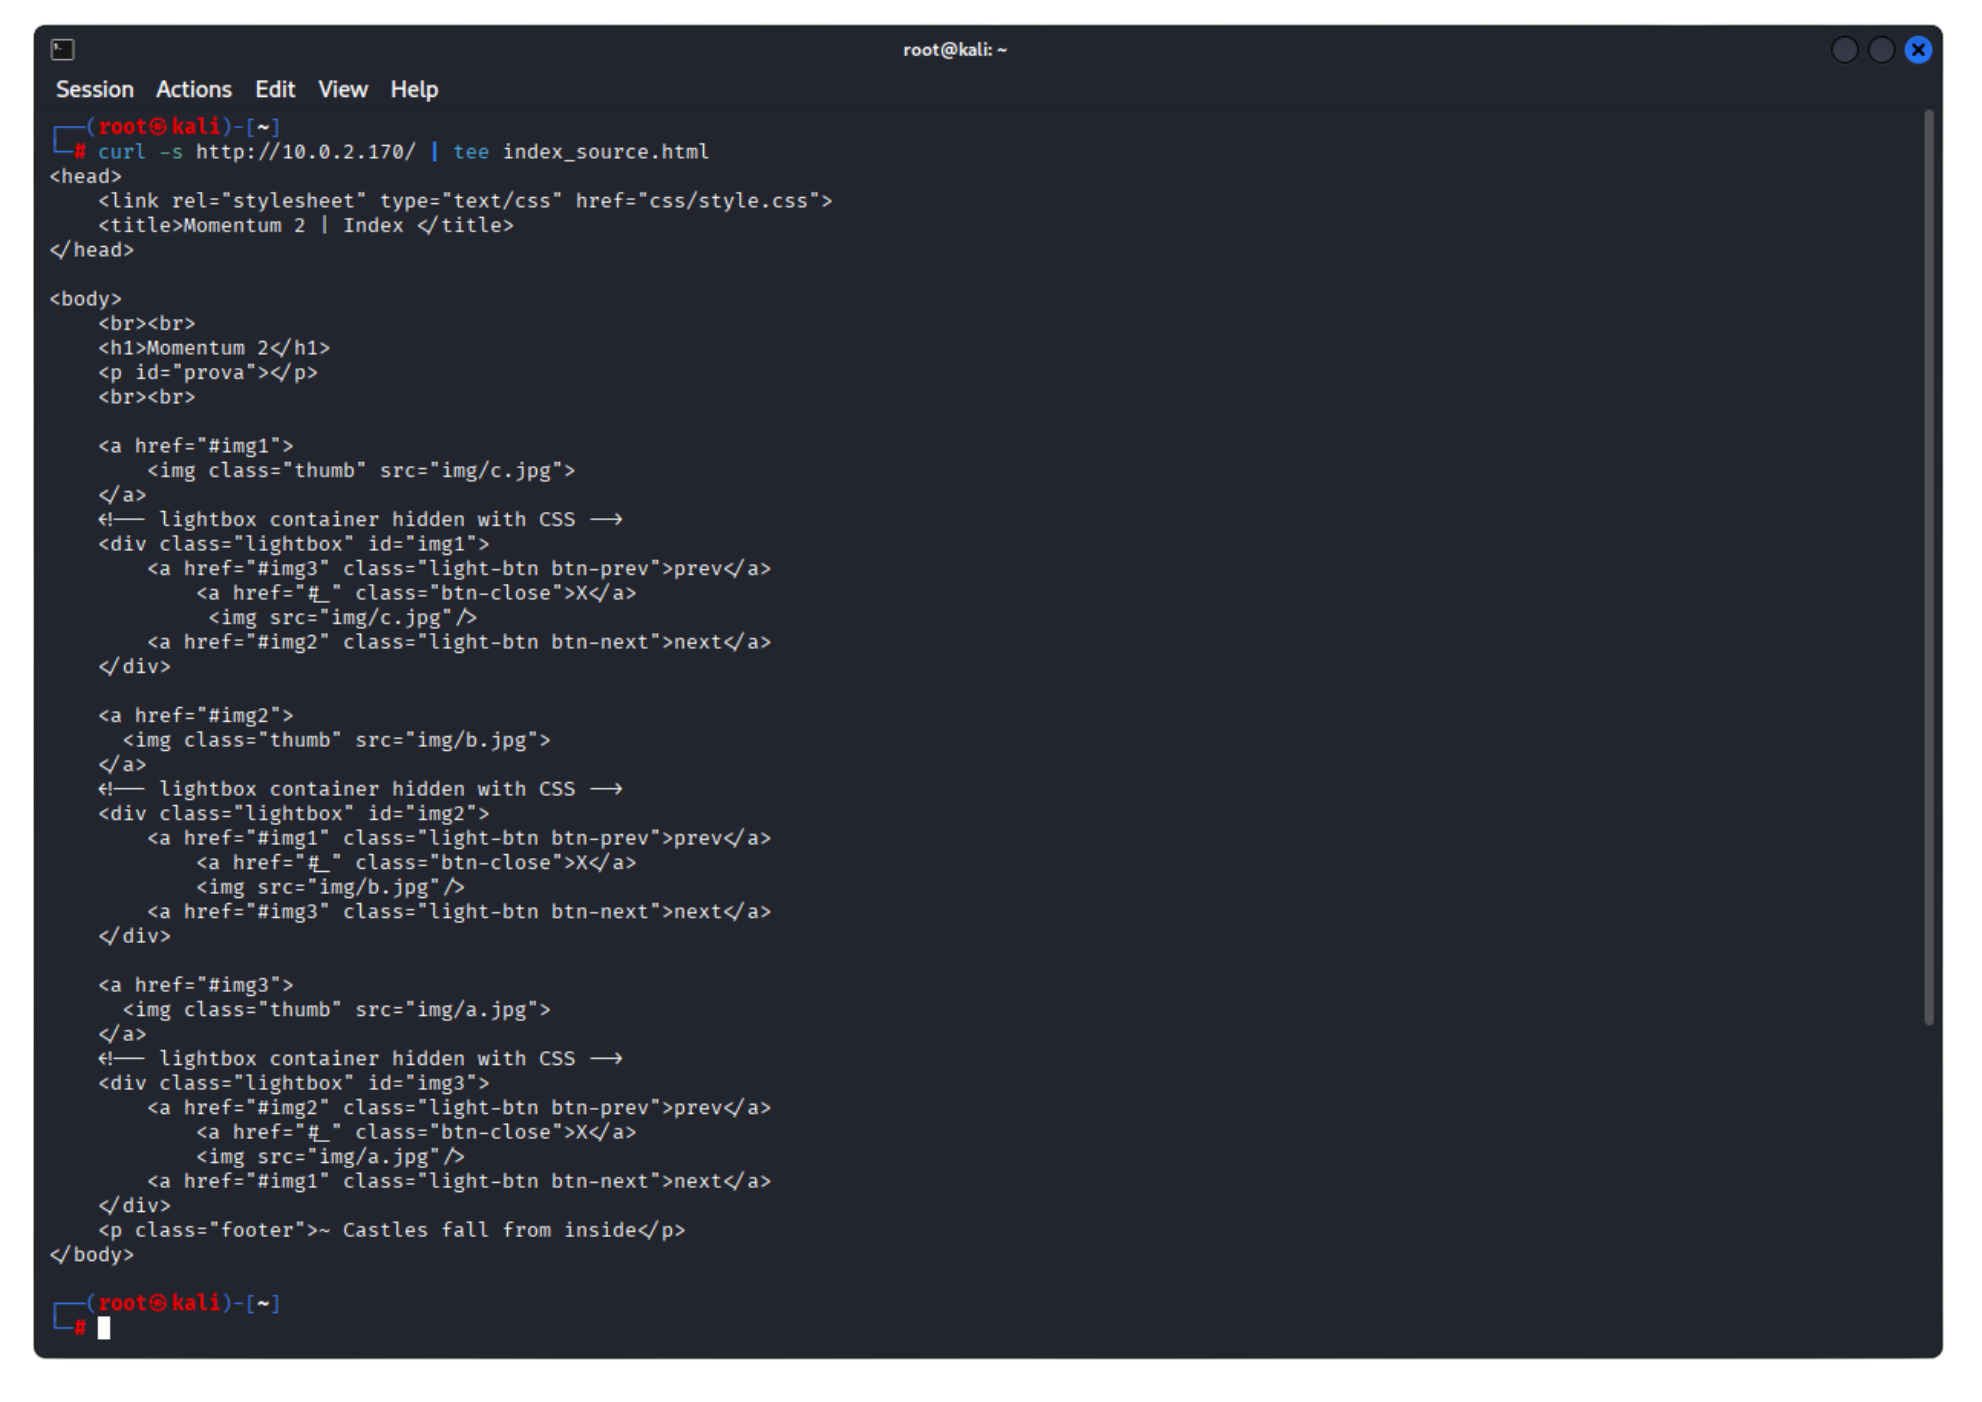 root@kali: ~
Session Actions Edit View Help
┌──(root㉿kali)-[~]
└─# curl -s http://10.0.2.170/ | tee index_source.html
<head>
    <link rel="stylesheet" type="text/css" href="css/style.css">
    <title>Momentum 2 | Index </title>
</head>

<body>
    <br><br>
    <h1>Momentum 2</h1>
    <p id="prova"></p>
    <br><br>

    <a href="#img1">
        <img class="thumb" src="img/c.jpg">
    </a>
    <!-- lightbox container hidden with CSS -->
    <div class="lightbox" id="img1">
        <a href="#img3" class="light-btn btn-prev">prev</a>
            <a href="#_" class="btn-close">X</a>
             <img src="img/c.jpg"/>
        <a href="#img2" class="light-btn btn-next">next</a>
    </div>

    <a href="#img2">
      <img class="thumb" src="img/b.jpg">
    </a>
    <!-- lightbox container hidden with CSS -->
    <div class="lightbox" id="img2">
        <a href="#img1" class="light-btn btn-prev">prev</a>
            <a href="#_" class="btn-close">X</a>
            <img src="img/b.jpg"/>
        <a href="#img3" class="light-btn btn-next">next</a>
    </div>

    <a href="#img3">
      <img class="thumb" src="img/a.jpg">
    </a>
    <!-- lightbox container hidden with CSS -->
    <div class="lightbox" id="img3">
        <a href="#img2" class="light-btn btn-prev">prev</a>
            <a href="#_" class="btn-close">X</a>
            <img src="img/a.jpg"/>
        <a href="#img1" class="light-btn btn-next">next</a>
    </div>
    <p class="footer">~ Castles fall from inside</p>
</body>

┌──(root㉿kali)-[~]
└─#